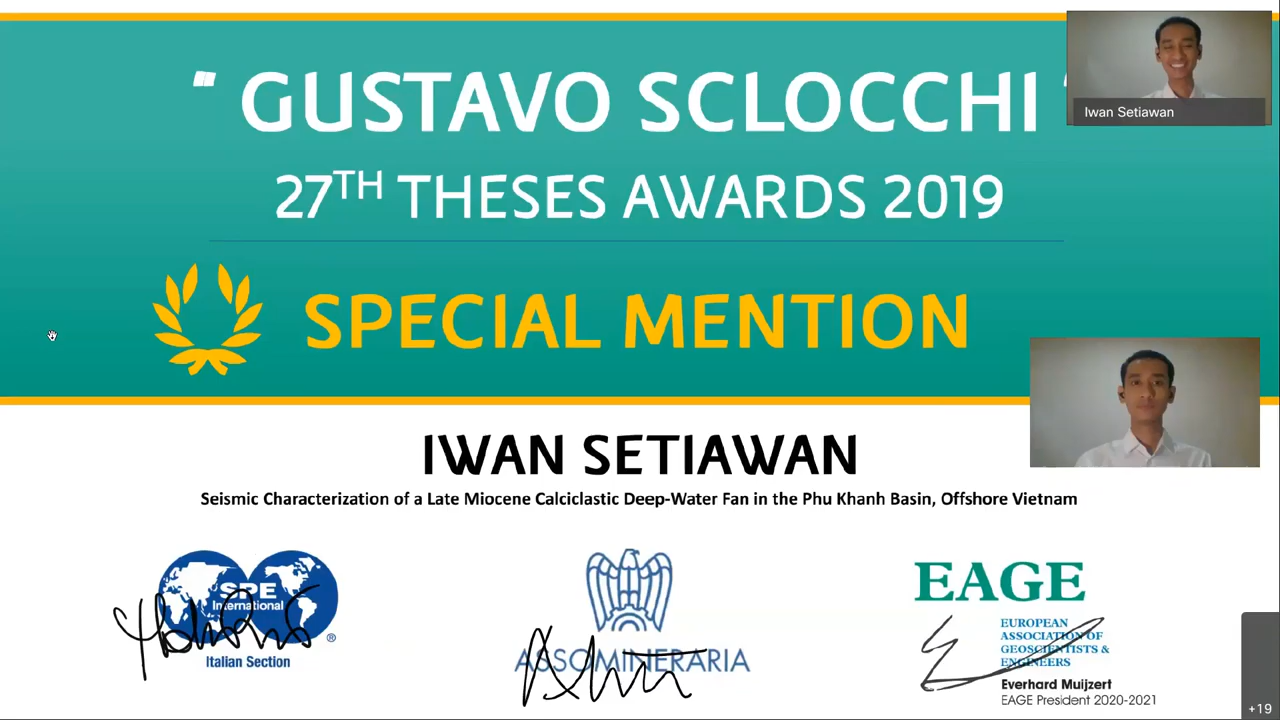 " GUSTAVO SCLOCCHI "
Iwan Setiawan
27TH THESES AWARDS 2019
SPECIAL MENTION
IWAN SETIAWAN
Seismic Characterization of a Late Miocene Calciclastic Deep-Water Fan in the Phu Khanh Basin, Offshore Vietnam
SPE
International
®
Italian Section
ASSOMINERARIA
EAGE
EUROPEAN
ASSOCIATION OF
GEOSCIENTISTS &
ENGINEERS
Everhard Muijzert
EAGE President 2020-2021
+19